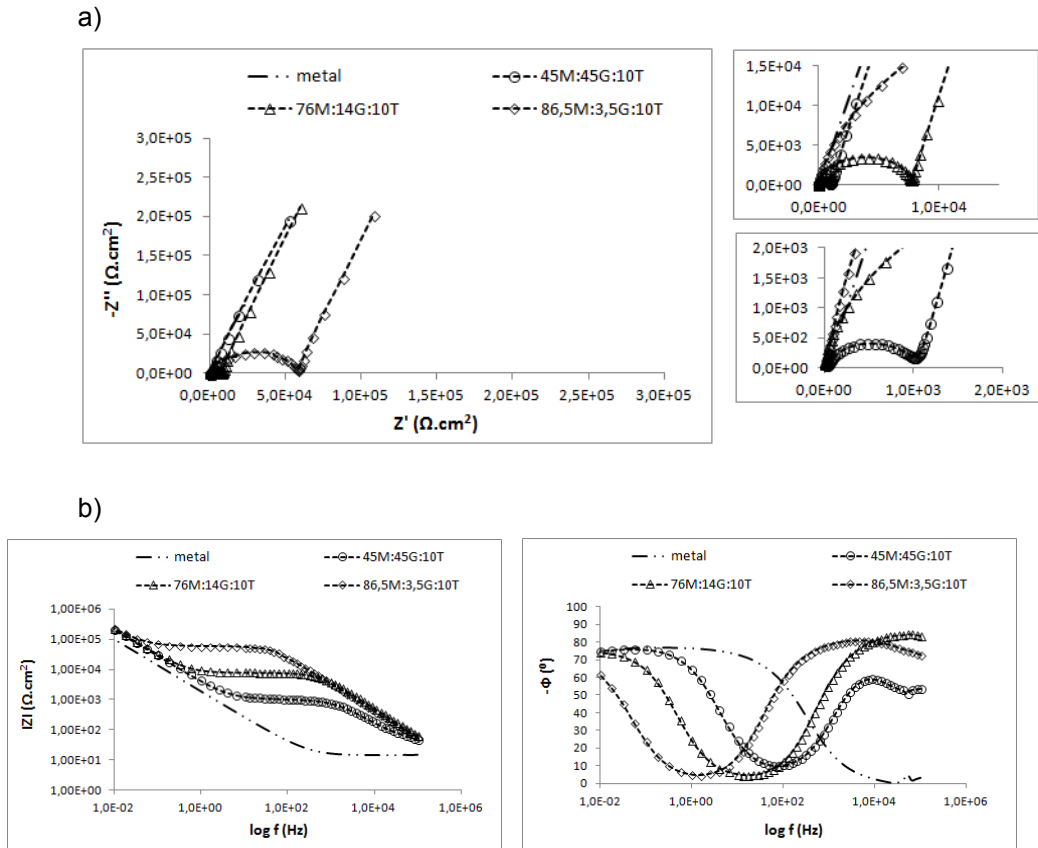 a)
metal 45M:45G:10T
76M:14G:10T 86,5M:3,5G:10T
3,0E+05
2,5E+05
2,0E+05
1,5E+05
1,0E+05
5,0E+04
0,0E+00
-Z'' (Ω.cm²)
0,0E+00 5,0E+04 1,0E+05 1,5E+05 2,0E+05 2,5E+05 3,0E+05
Z' (Ω.cm²)
1,5E+04
1,0E+04
5,0E+03
0,0E+00
0,0E+00 1,0E+04
2,0E+03
1,5E+03
1,0E+03
5,0E+02
0,0E+00
0,0E+00 1,0E+03 2,0E+03
b)
metal 45M:45G:10T
76M:14G:10T 86,5M:3,5G:10T
1,00E+06
1,00E+05
1,00E+04
1,00E+03
1,00E+02
1,00E+01
1,00E+00
IZI (Ω.cm²)
1,0E-02 1,0E+00 1,0E+02 1,0E+04 1,0E+06
log f (Hz)
metal 45M:45G:10T
76M:14G:10T 86,5M:3,5G:10T
100
90
80
70
60
50
40
30
20
10
0
-Φ (º)
1,0E-02 1,0E+00 1,0E+02 1,0E+04 1,0E+06
log f (Hz)